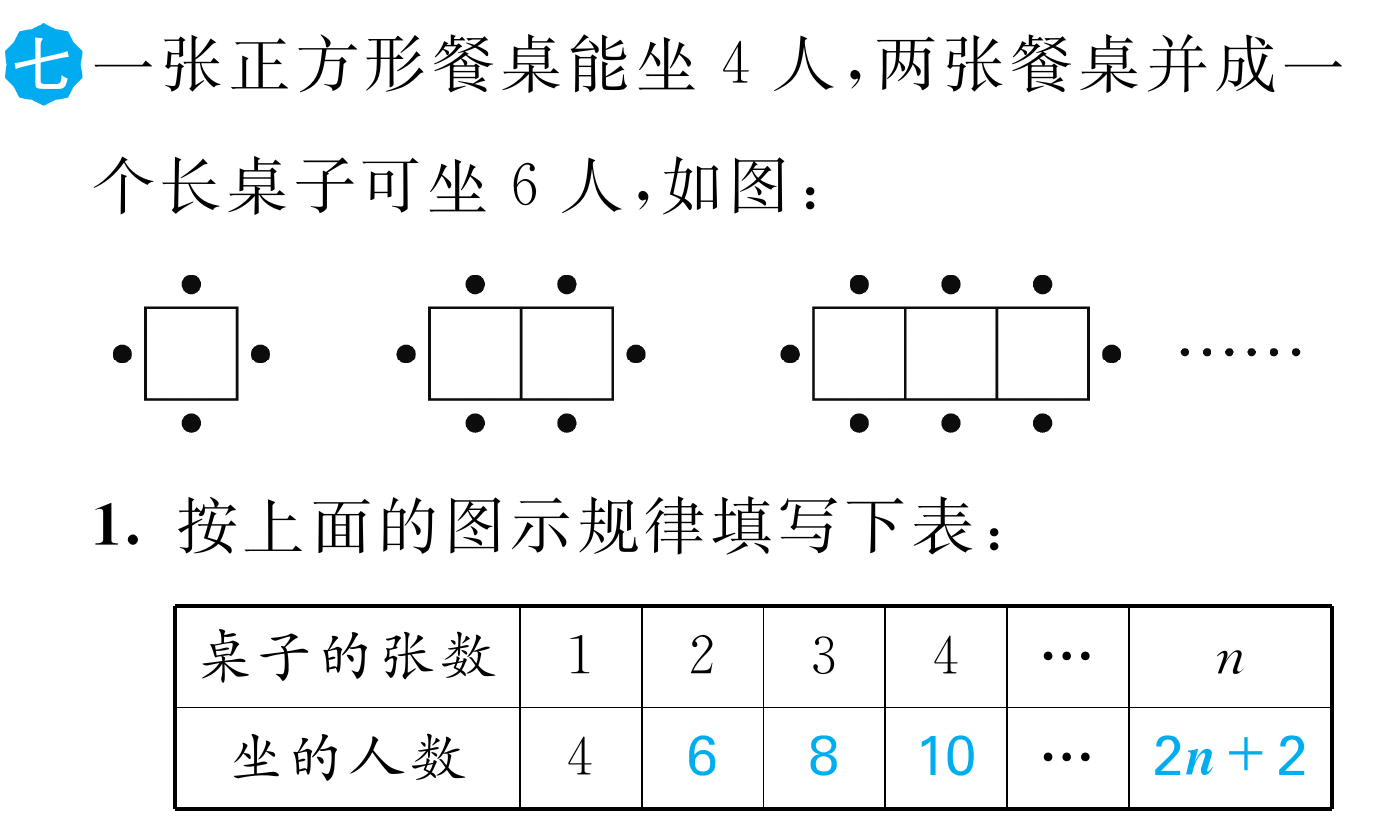 七 一张正方形餐桌能坐 4 人,两张餐桌并成一
个长桌子可坐 6 人,如图:
······
1. 按上面的图示规律填写下表:
桌子的张数 1 2 3 4 … n
坐的人数 4 6 8 10 … 2n+2